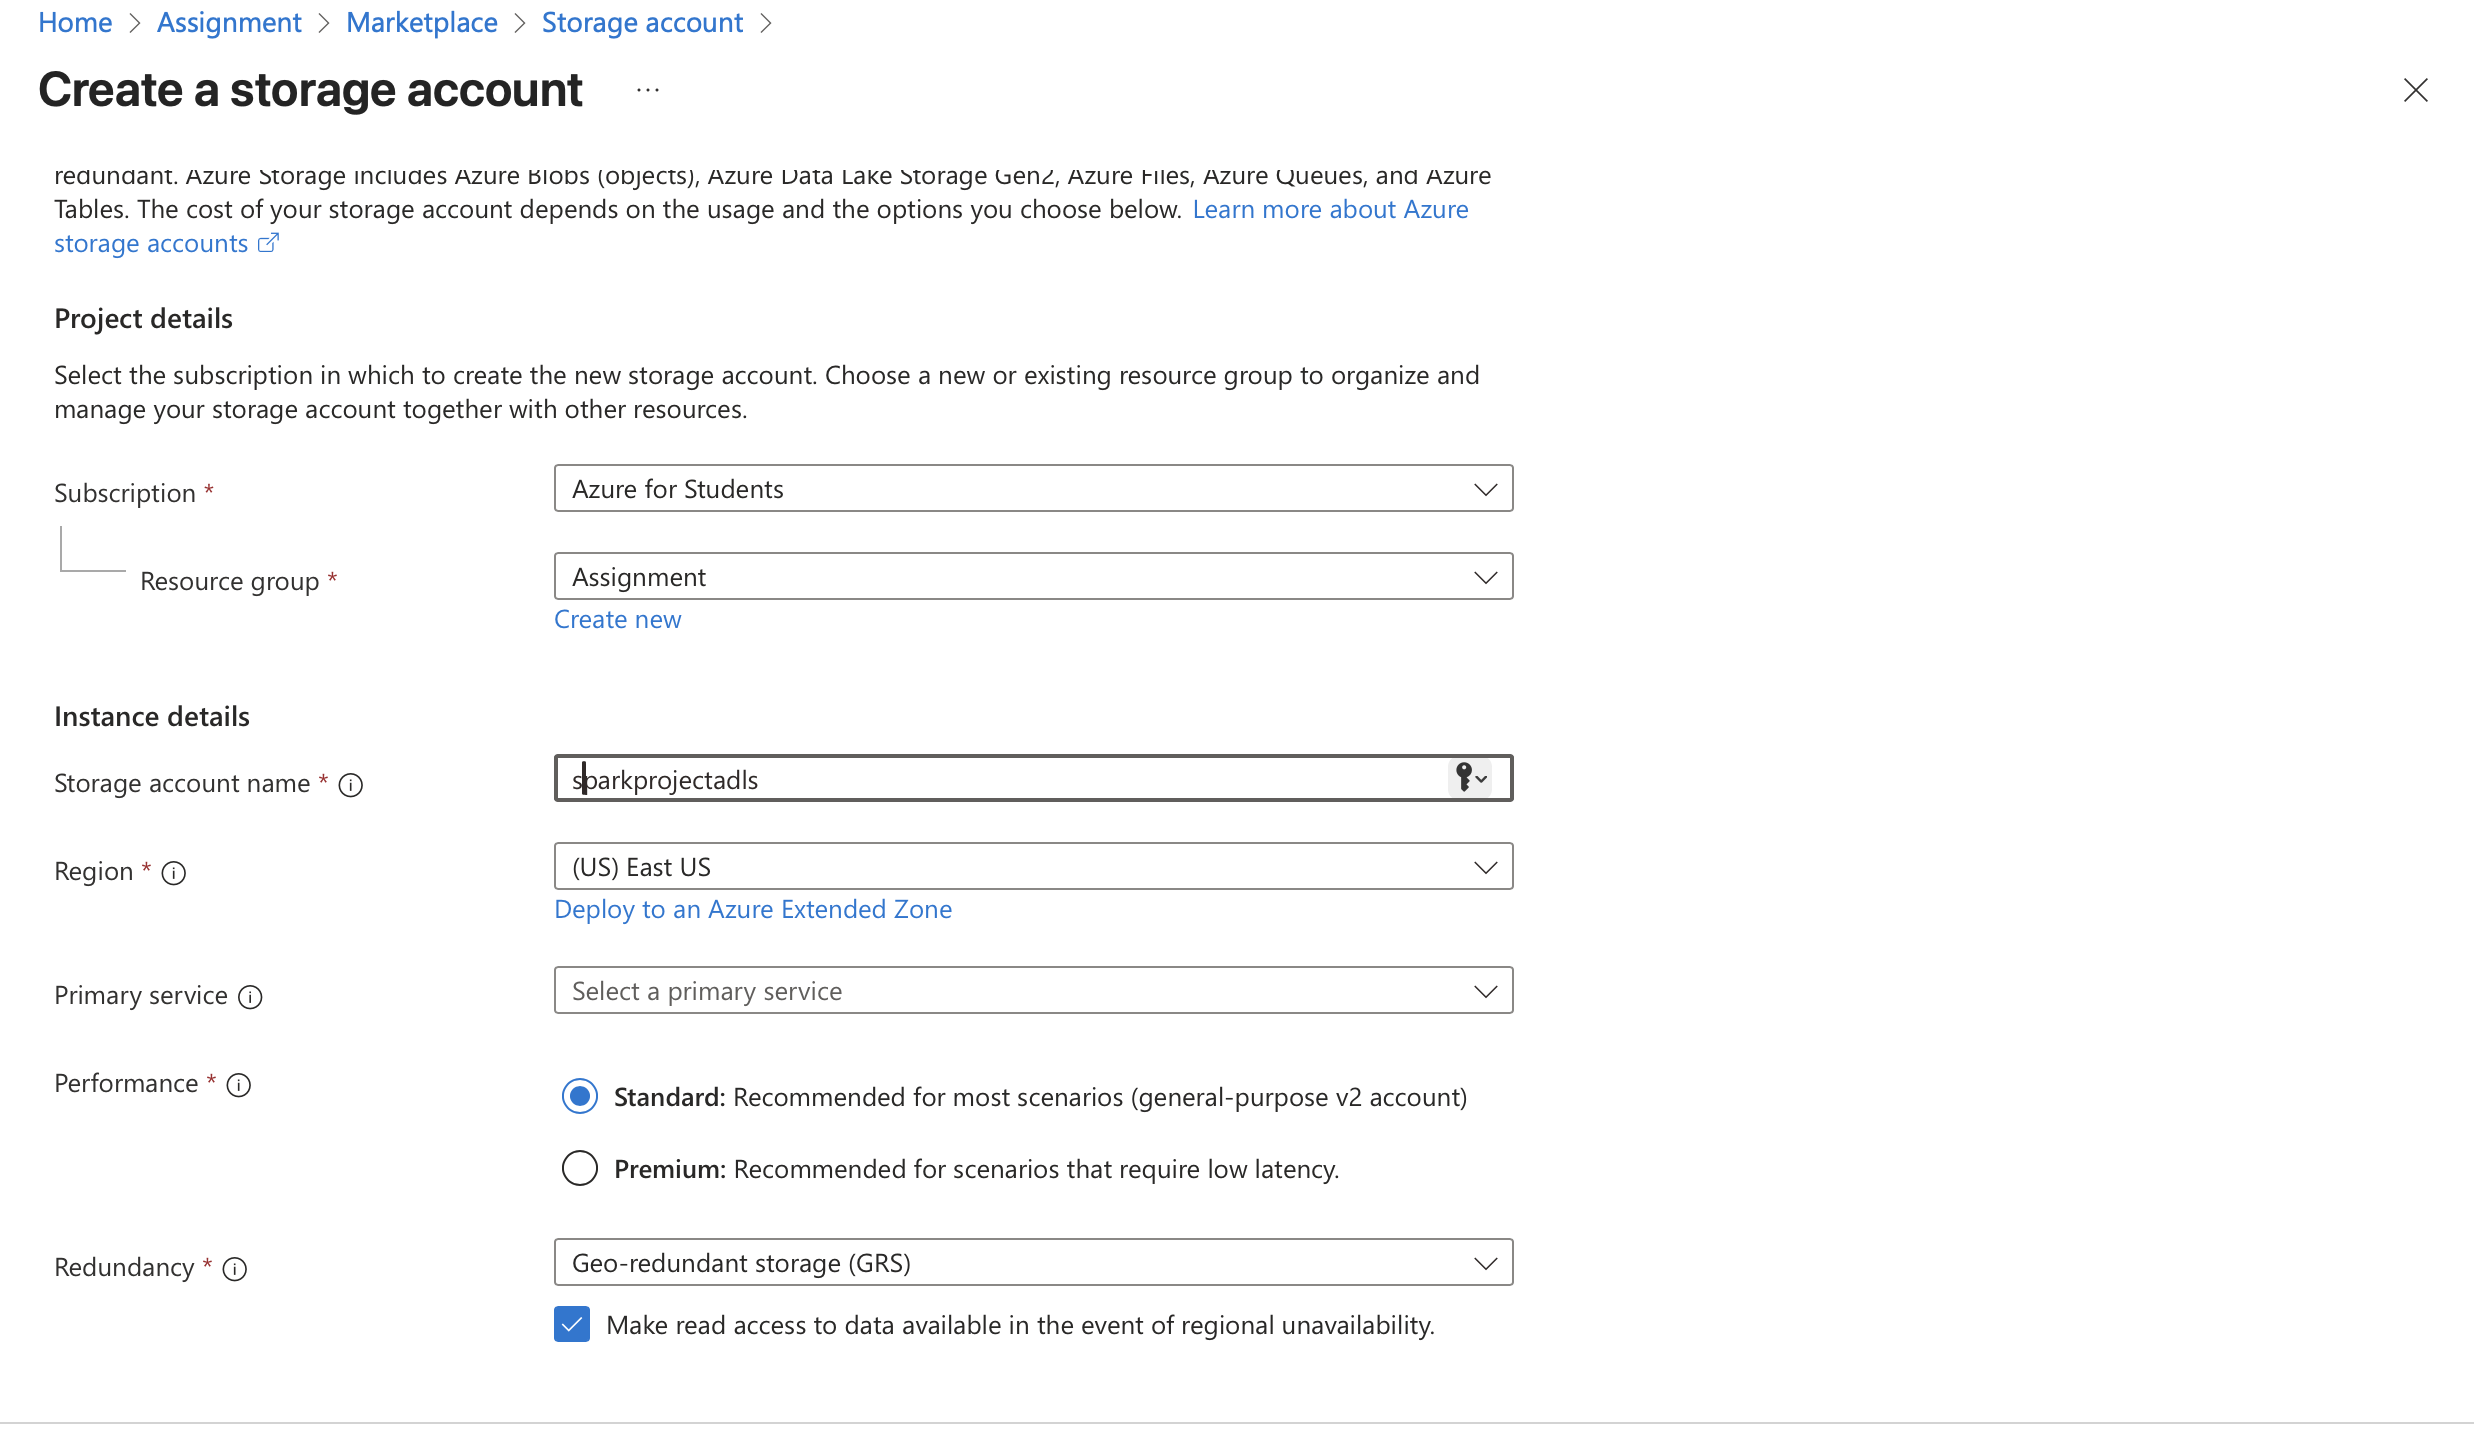 Home > Assignment > Marketplace > Storage account >
Create a storage account ...
redundant. Azure Storage includes Azure Blobs (objects), Azure Data Lake Storage Gen2, Azure Files, Azure Queues, and Azure
Tables. The cost of your storage account depends on the usage and the options you choose below. Learn more about Azure
storage accounts
Project details
Select the subscription in which to create the new storage account. Choose a new or existing resource group to organize and
manage your storage account together with other resources.
Subscription * Azure for Students
Resource group * Assignment
Create new
Instance details
Storage account name * sparkprojectadls
Region * (US) East US
Deploy to an Azure Extended Zone
Primary service Select a primary service
Performance * Standard: Recommended for most scenarios (general-purpose v2 account)
Premium: Recommended for scenarios that require low latency.
Redundancy * Geo-redundant storage (GRS)
Make read access to data available in the event of regional unavailability.